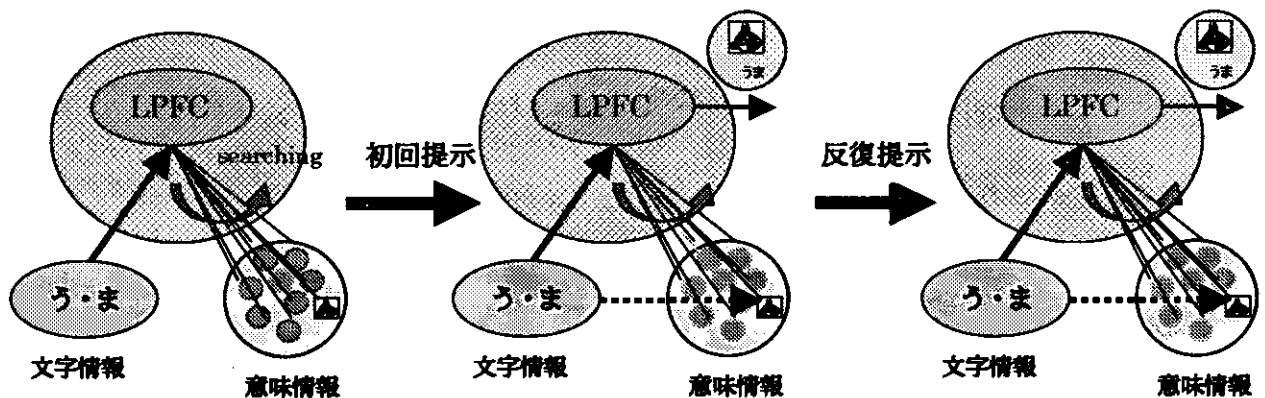 LPFC
searching
う・ま
文字情報
意味情報
初回提示
うま
LPFC
う・ま
文字情報
意味情報
反復提示
うま
LPFC
う・ま
文字情報
意味情報